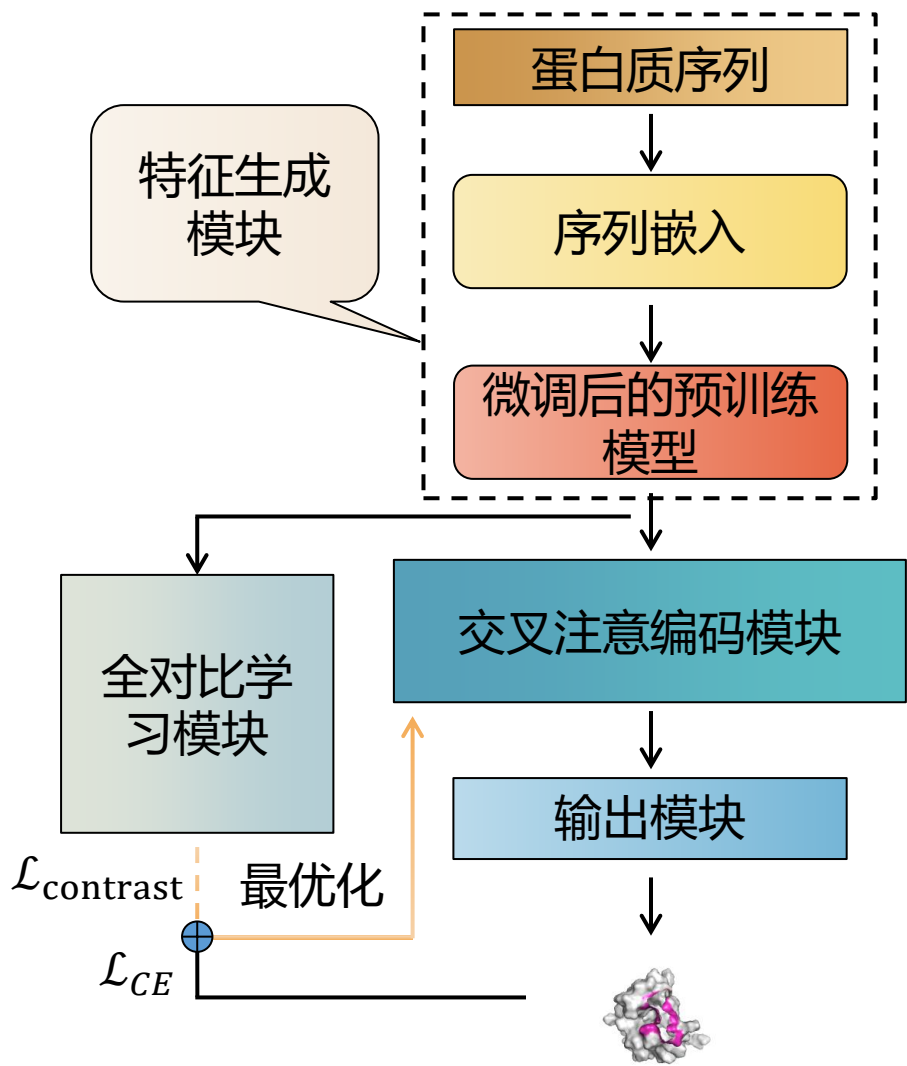 蛋白质序列
特征生成
模块
序列嵌入
微调后的预训练
模型
交叉注意编码模块
全对比学
习模块
输出模块
ℒcontrast
最优化
ℒCE